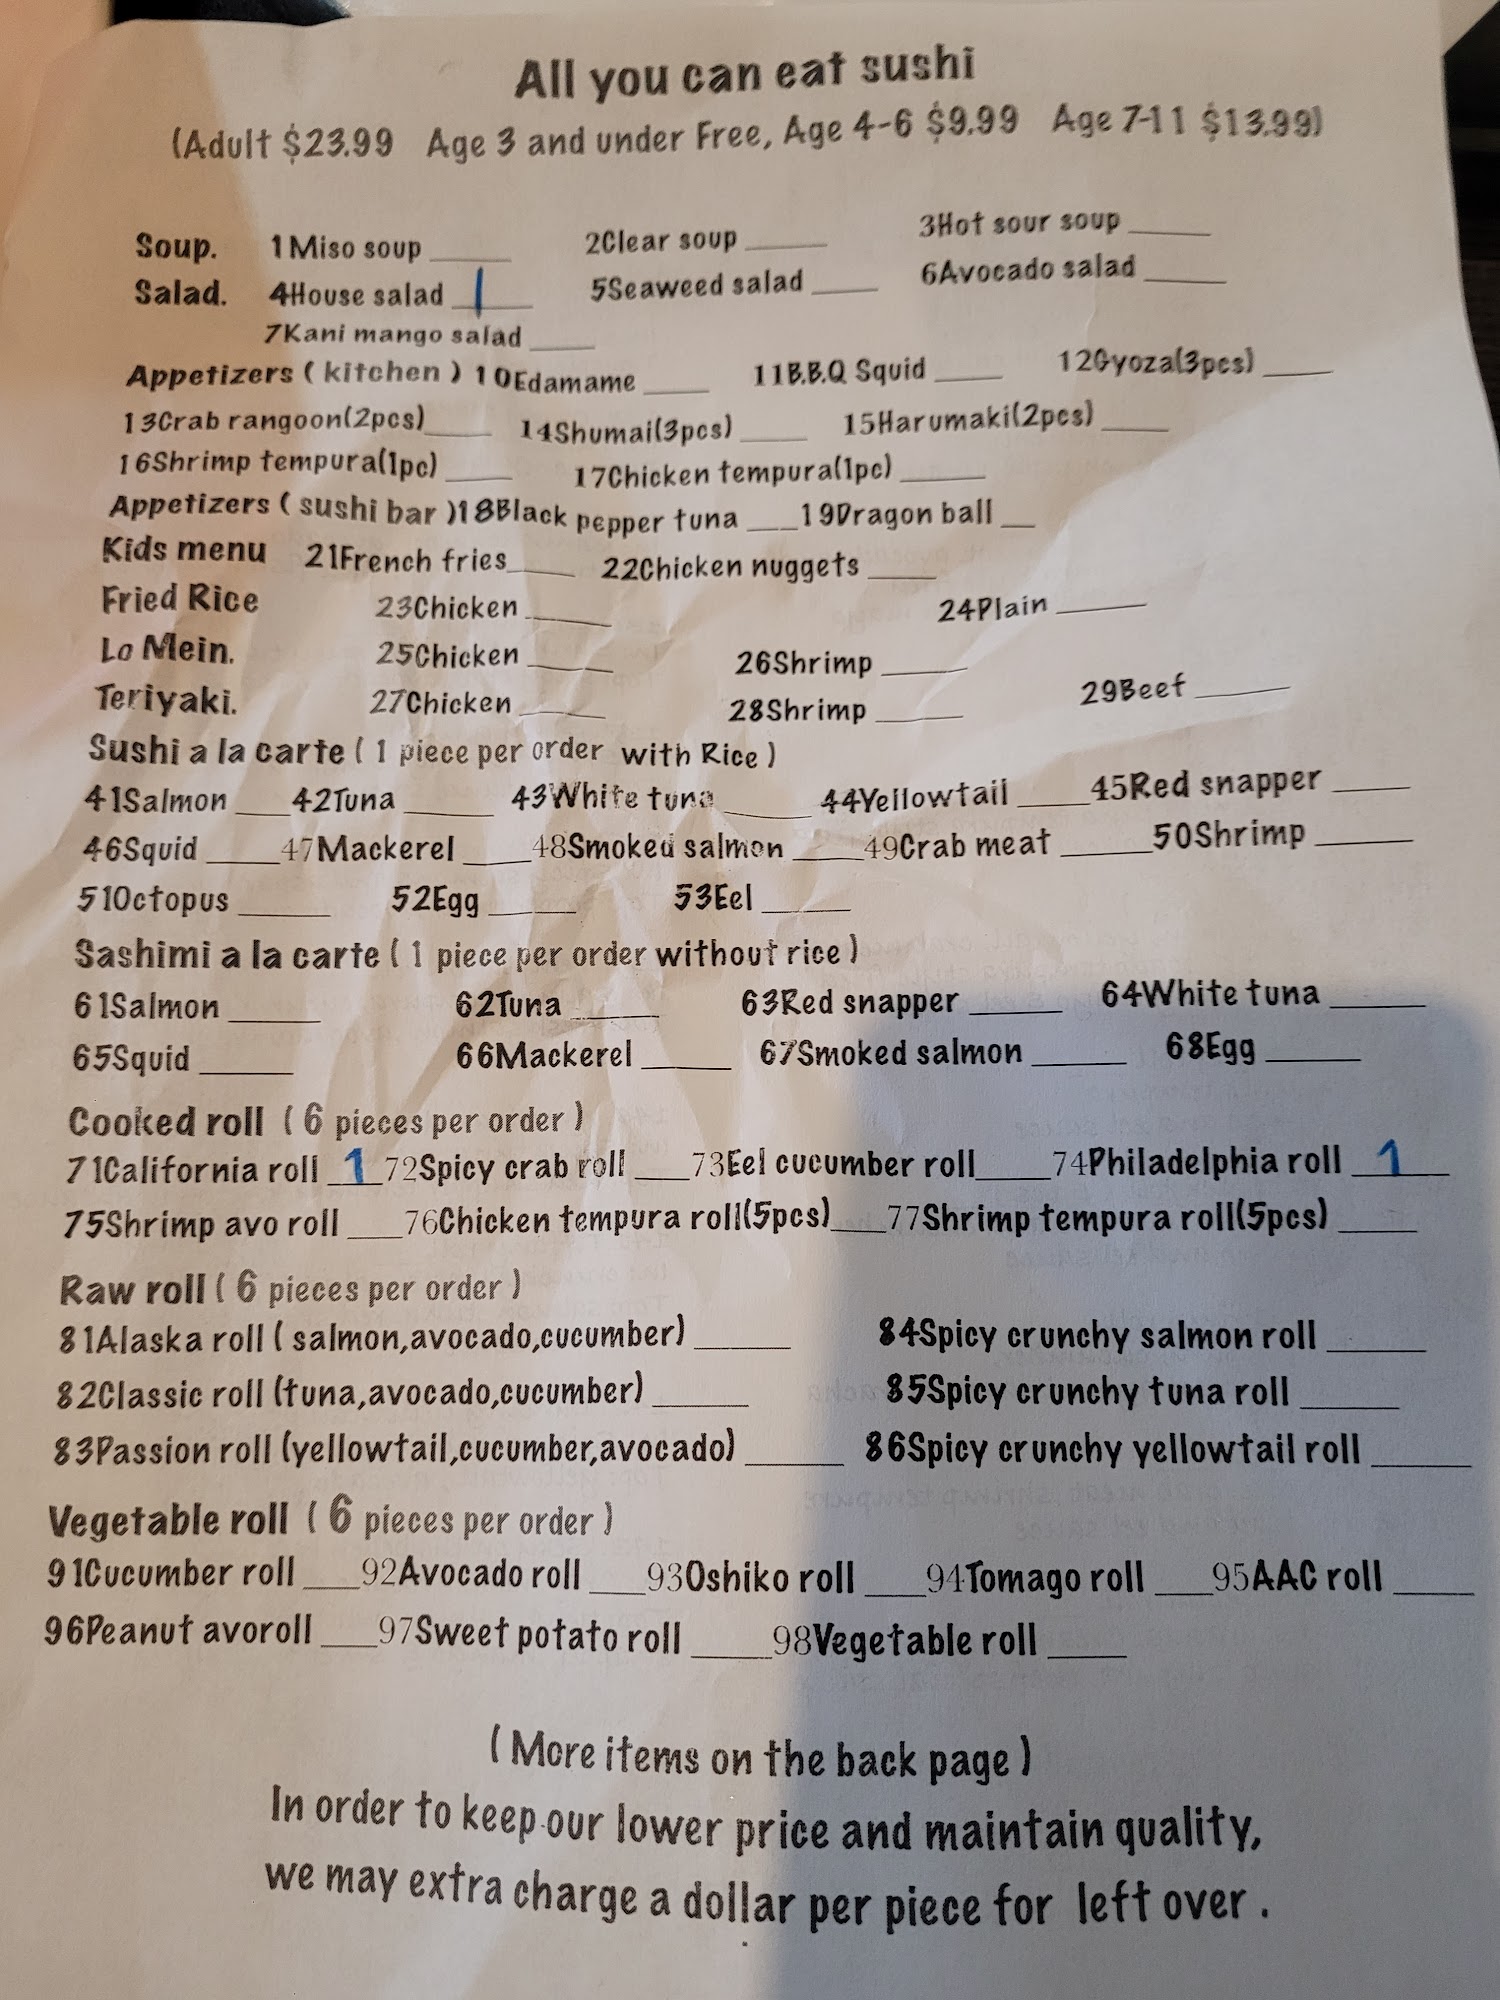 All you can eat sushi
(Adult $23.99 Age 3 and under Free, Age 4-6 $9.99 Age 7-11 $13.99)
Soup. 1Miso soup ____ 2Clear soup ____ 3Hot sour soup ____
Salad. 4House salad 1 5Seaweed salad ____ 6Avocado salad ____
7Kani mango salad ____
Appetizers ( kitchen ) 10Edamame ____ 11B.B.Q Squid ____ 12Gyoza(3pcs) ____
13Crab rangoon(2pcs)____ 14Shumai(3pcs) ____ 15Harumaki(2pcs) ____
16Shrimp tempura(1pc) ____ 17Chicken tempura(1pc) ____
Appetizers ( sushi bar )18Black pepper tuna ____19Dragon ball ____
Kids menu 21French fries____ 22Chicken nuggets ____
Fried Rice 23Chicken ____ 24Plain ____
Lo Mein. 25Chicken ____ 26Shrimp ____
Teriyaki. 27Chicken ____ 28Shrimp ____ 29Beef ____
Sushi a la carte ( 1 piece per order with Rice )
41Salmon ____42Tuna ____ 43White tuna ____ 44Yellowtail ____45Red snapper ____
46Squid ____47Mackerel ____48Smoked salmon ____49Crab meat ____50Shrimp ____
51Octopus ____ 52Egg ____ 53Eel ____
Sashimi a la carte ( 1 piece per order without rice )
61Salmon ____ 62Tuna ____ 63Red snapper ____ 64White tuna ____
65Squid ____ 66Mackerel ____ 67Smoked salmon ____ 68Egg ____
Cooked roll ( 6 pieces per order )
71California roll 1 72Spicy crab roll ____73Eel cucumber roll____74Philadelphia roll 1
75Shrimp avo roll ____76Chicken tempura roll(5pcs)____77Shrimp tempura roll(5pcs) ____
Raw roll ( 6 pieces per order )
81Alaska roll ( salmon,avocado,cucumber) ____ 84Spicy crunchy salmon roll ____
82Classic roll (tuna,avocado,cucumber) ____ 85Spicy crunchy tuna roll ____
83Passion roll (yellowtail,cucumber,avocado) ____ 86Spicy crunchy yellowtail roll ____
Vegetable roll ( 6 pieces per order )
91Cucumber roll ____92Avocado roll ____93Oshiko roll ____94Tomago roll ____95AAC roll ____
96Peanut avoroll ____97Sweet potato roll ____98Vegetable roll ____
( More items on the back page )
In order to keep our lower price and maintain quality,
we may extra charge a dollar per piece for left over .